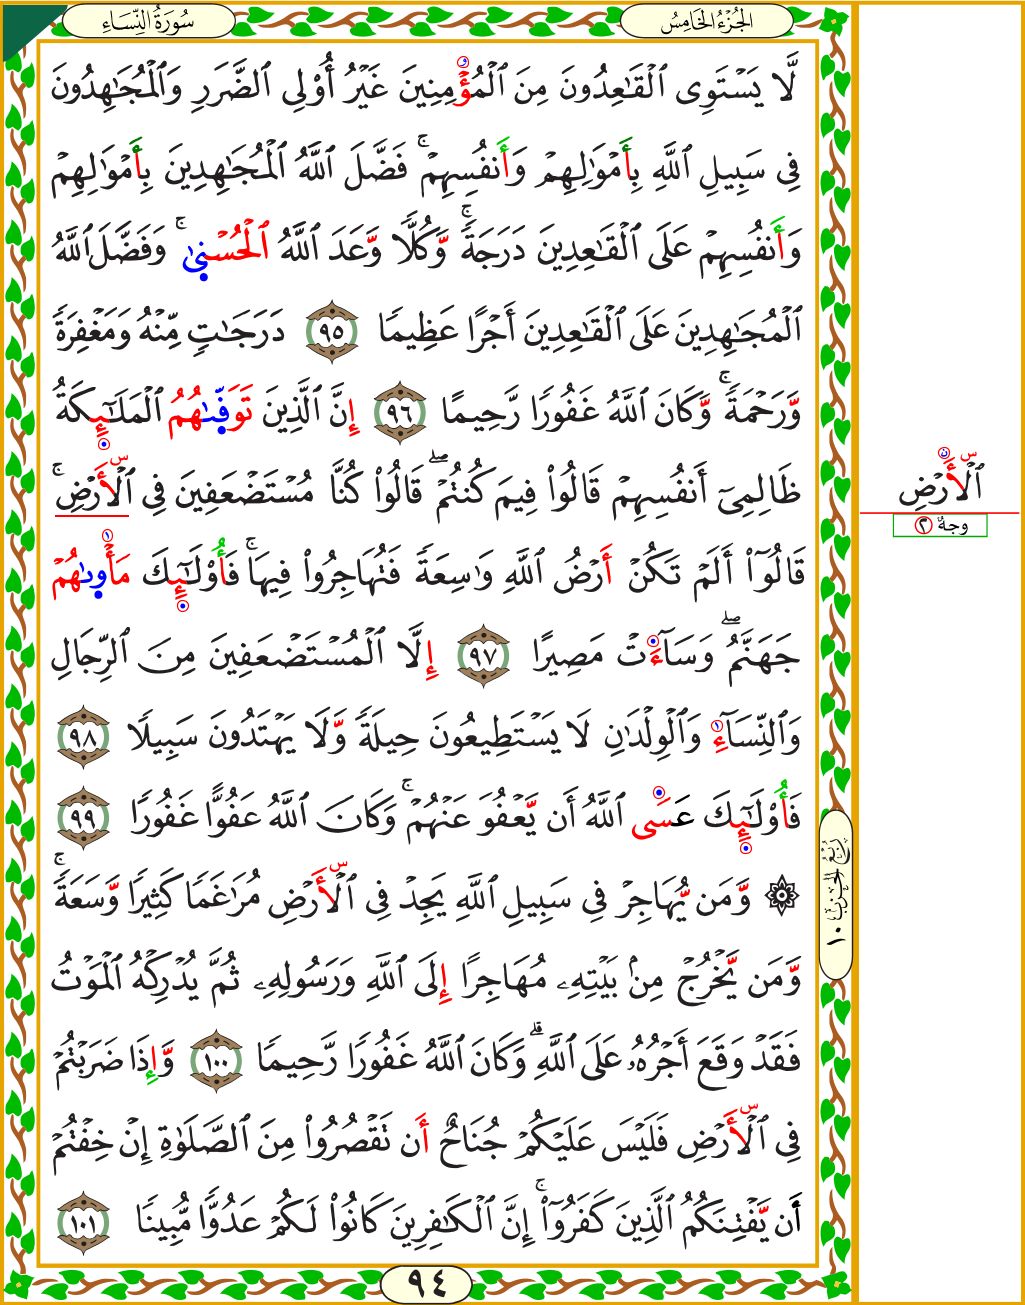 سُورَةُ النِّسَاءِ
الجُزْءُ الخَامِسُ
لَّا يَسْتَوِى ٱلْقَٰعِدُونَ مِنَ ٱلْمُؤْمِنِينَ غَيْرُ أُوْلِى ٱلضَّرَرِ وَٱلْمُجَٰهِدُونَ
فِى سَبِيلِ ٱللَّهِ بِأَمْوَٰلِهِمْ وَأَنفُسِهِمْ ۚ فَضَّلَ ٱللَّهُ ٱلْمُجَٰهِدِينَ بِأَمْوَٰلِهِمْ
وَأَنفُسِهِمْ عَلَى ٱلْقَٰعِدِينَ دَرَجَةً ۚ وَّكُلًّا وَّعَدَ ٱللَّهُ ٱلْحُسْنِىٰ ۚ وَفَضَّلَ ٱللَّهُ
ٱلْمُجَٰهِدِينَ عَلَى ٱلْقَٰعِدِينَ أَجْرًا عَظِيمًا ٩٥ دَرَجَٰتٍ مِّنْهُ وَمَغْفِرَةً
وَّرَحْمَةً ۚ وَّكَانَ ٱللَّهُ غَفُورًا رَّحِيمًا ٩٦ إِنَّ ٱلَّذِينَ تَوَفِّىٰهُمُ ٱلْمَلَٰٓئِكَةُ
ظَالِمِىٓ أَنفُسِهِمْ قَالُوا۟ فِيمَ كُنتُمْ ۖ قَالُوا۟ كُنَّا مُسْتَضْعَفِينَ فِى ٱلْأَرْضِ ۚ
قَالُوٓا۟ أَلَمْ تَكُنْ أَرْضُ ٱللَّهِ وَٰسِعَةً فَتُهَاجِرُوا۟ فِيهَا ۚ فَأُو۟لَٰٓئِكَ مَأْوِىٰهُمْ
جَهَنَّمُ ۖ وَسَآءَتْ مَصِيرًا ٩٧ إِلَّا ٱلْمُسْتَضْعَفِينَ مِنَ ٱلرِّجَالِ
وَٱلنِّسَآءِ وَٱلْوِلْدَٰنِ لَا يَسْتَطِيعُونَ حِيلَةً وَّلَا يَهْتَدُونَ سَبِيلًا ٩٨
فَأُو۟لَٰٓئِكَ عَسَى ٱللَّهُ أَن يَّعْفُوَ عَنْهُمْ ۚ وَكَانَ ٱللَّهُ عَفُوًّا غَفُورًا ٩٩
۞ وَّمَن يُّهَاجِرْ فِى سَبِيلِ ٱللَّهِ يَجِدْ فِى ٱلْأَرْضِ مُرَٰغَمًا كَثِيرًا وَّسَعَةً ۚ
وَّمَن يَّخْرُجْ مِنۢ بَيْتِهِۦ مُهَاجِرًا إِلَى ٱللَّهِ وَرَسُولِهِۦ ثُمَّ يُدْرِكْهُ ٱلْمَوْتُ
فَقَدْ وَقَعَ أَجْرُهُۥ عَلَى ٱللَّهِ ۗ وَّكَانَ ٱللَّهُ غَفُورًا رَّحِيمًا ١٠٠ وَّإِذَا ضَرَبْتُمْ
فِى ٱلْأَرْضِ فَلَيْسَ عَلَيْكُمْ جُنَاحٌ أَن تَقْصُرُوا۟ مِنَ ٱلصَّلَوٰةِ إِنْ خِفْتُمْ
أَن يَّفْتِنَكُمُ ٱلَّذِينَ كَفَرُوٓا۟ ۚ إِنَّ ٱلْكَٰفِرِينَ كَانُوا۟ لَكُمْ عَدُوًّا مُّبِينًا ١٠١
ٱلْأَرْضِ
وجهٌ ٢
رُبْعُ الحِزْب ١٠
٩٤